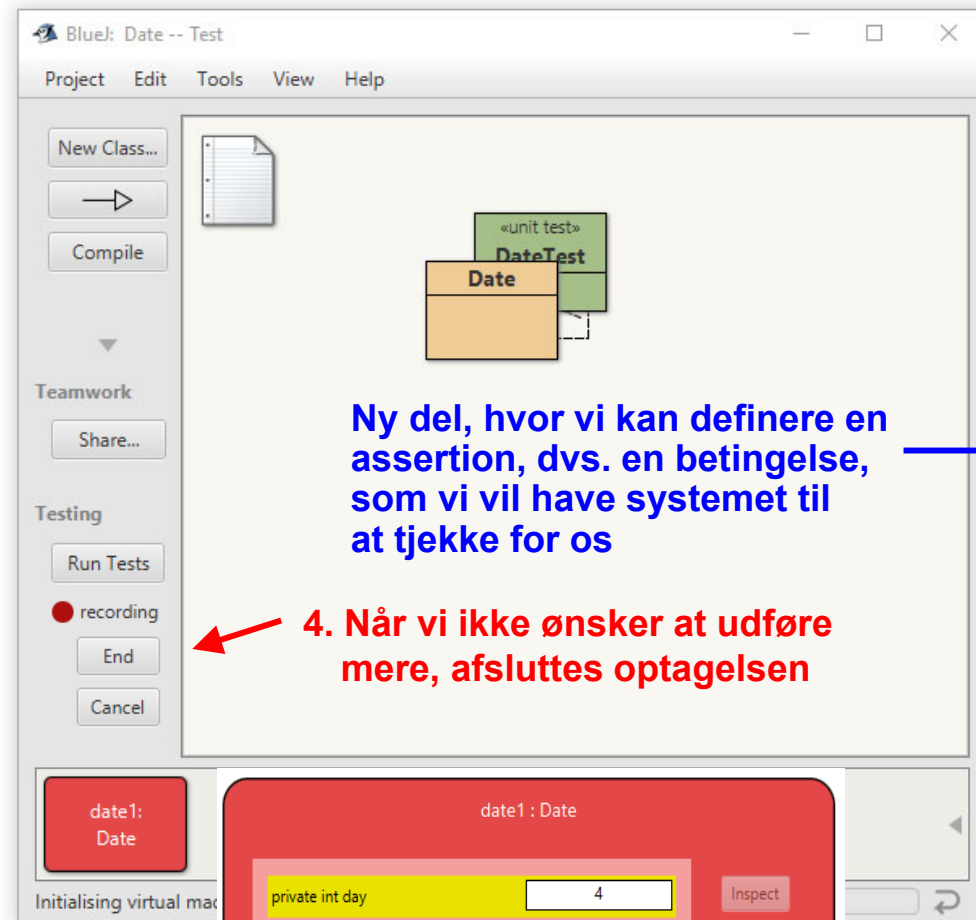 BlueJ: Date -- Test
Project Edit Tools View Help
New Class...
Compile
Teamwork
Share...
Testing
Run Tests
recording
End
Cancel
«unit test»
DateTest
Date
Ny del, hvor vi kan definere en
assertion, dvs. en betingelse,
som vi vil have systemet til
at tjekke for os
4. Når vi ikke ønsker at udføre
mere, afsluttes optagelsen
date1:
Date
date1 : Date
private int day 4 Inspect
Initialising virtual